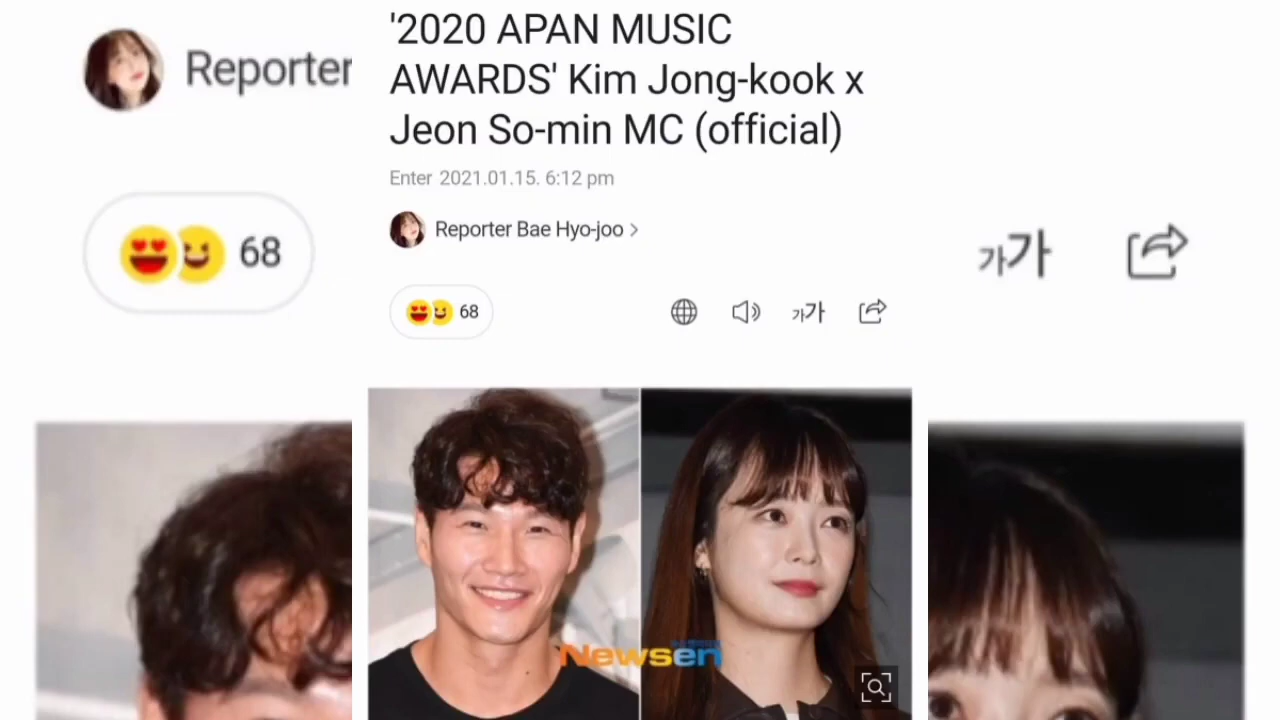 '2020 APAN MUSIC
AWARDS' Kim Jong-kook x
Jeon So-min MC (official)
Enter 2021.01.15. 6:12 pm
Reporter Bae Hyo-joo >
68
가가
Newsen
Reporter
68
가가